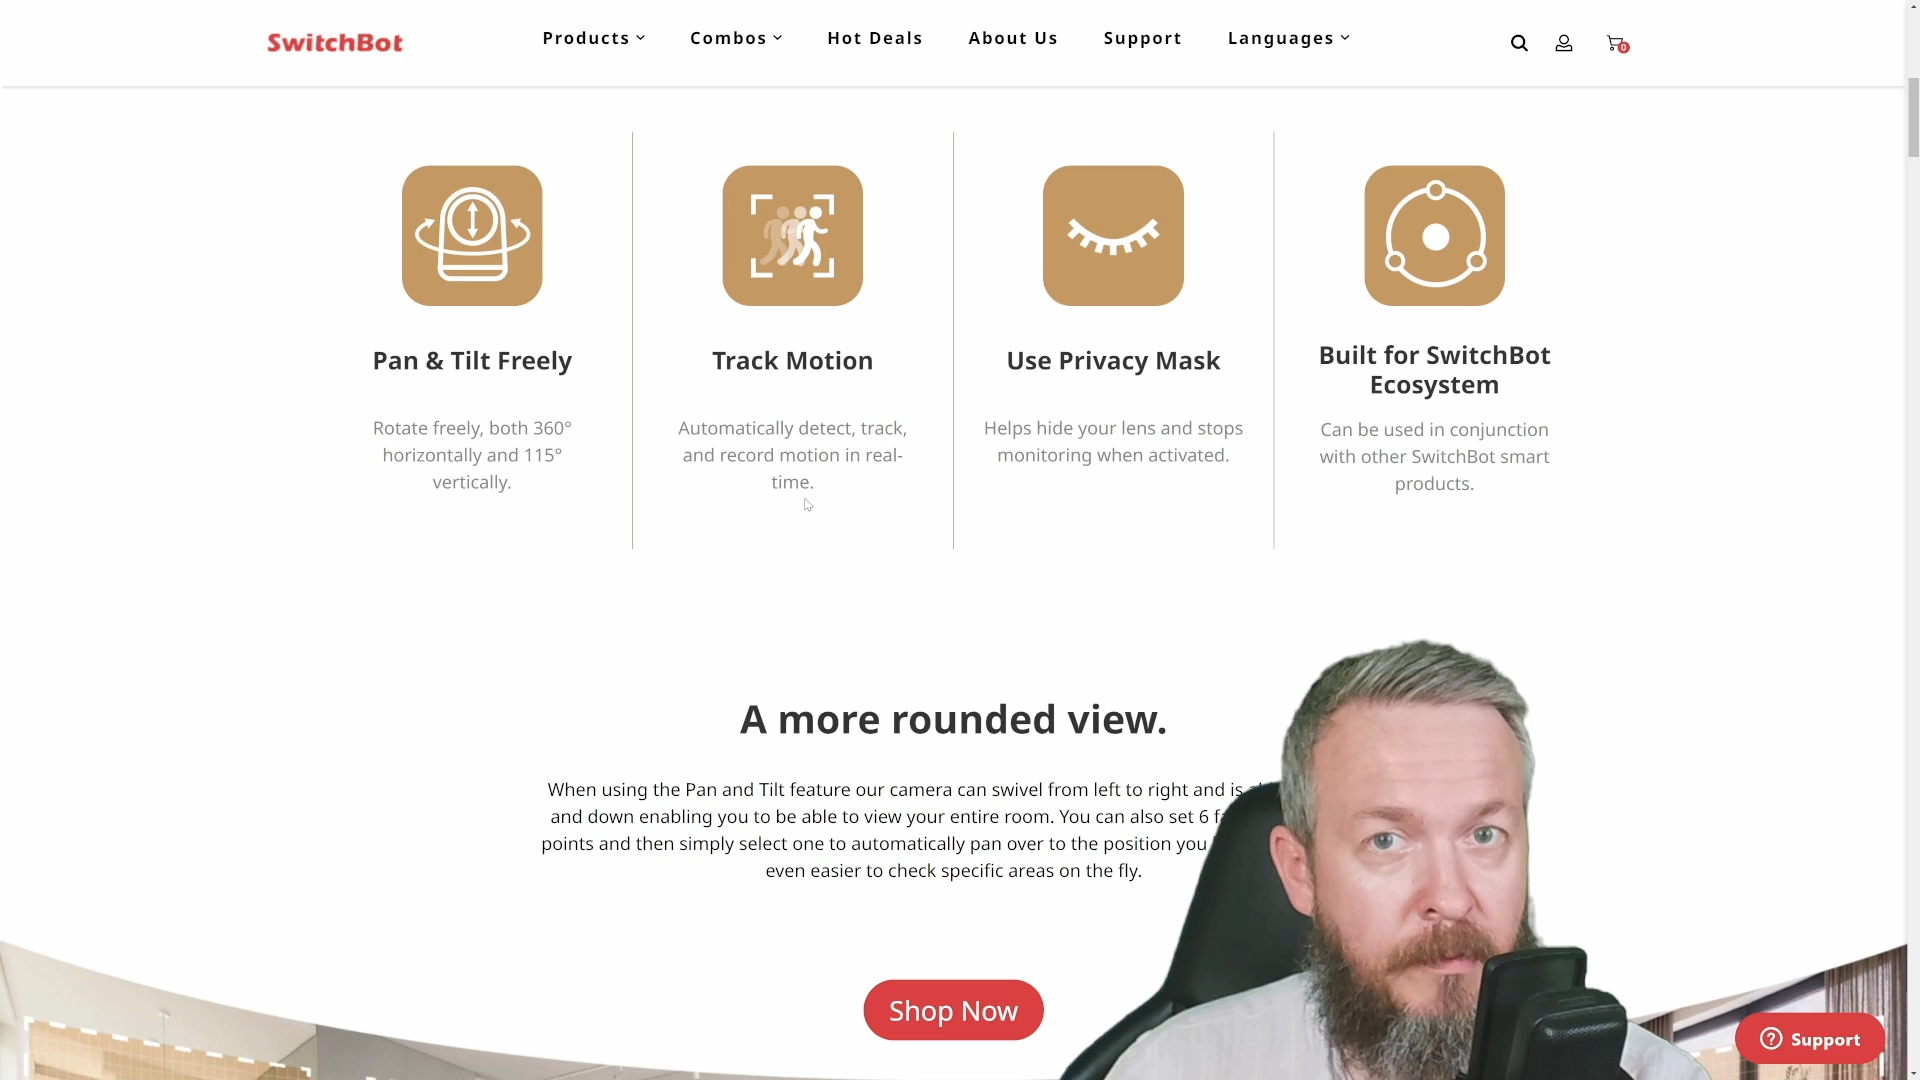 SwitchBot
Products
Combos
Hot Deals
About Us
Support
Languages
0
Pan & Tilt Freely
Rotate freely, both 360°
horizontally and 115°
vertically.
Track Motion
Automatically detect, track,
and record motion in real-
time.
Use Privacy Mask
Helps hide your lens and stops
monitoring when activated.
Built for SwitchBot
Ecosystem
Can be used in conjunction
with other SwitchBot smart
products.
A more rounded view.
When using the Pan and Tilt feature our camera can swivel from left to right and is
and down enabling you to be able to view your entire room. You can also set 6
points and then simply select one to automatically pan over to the position you
even easier to check specific areas on the fly.
Shop Now
Support